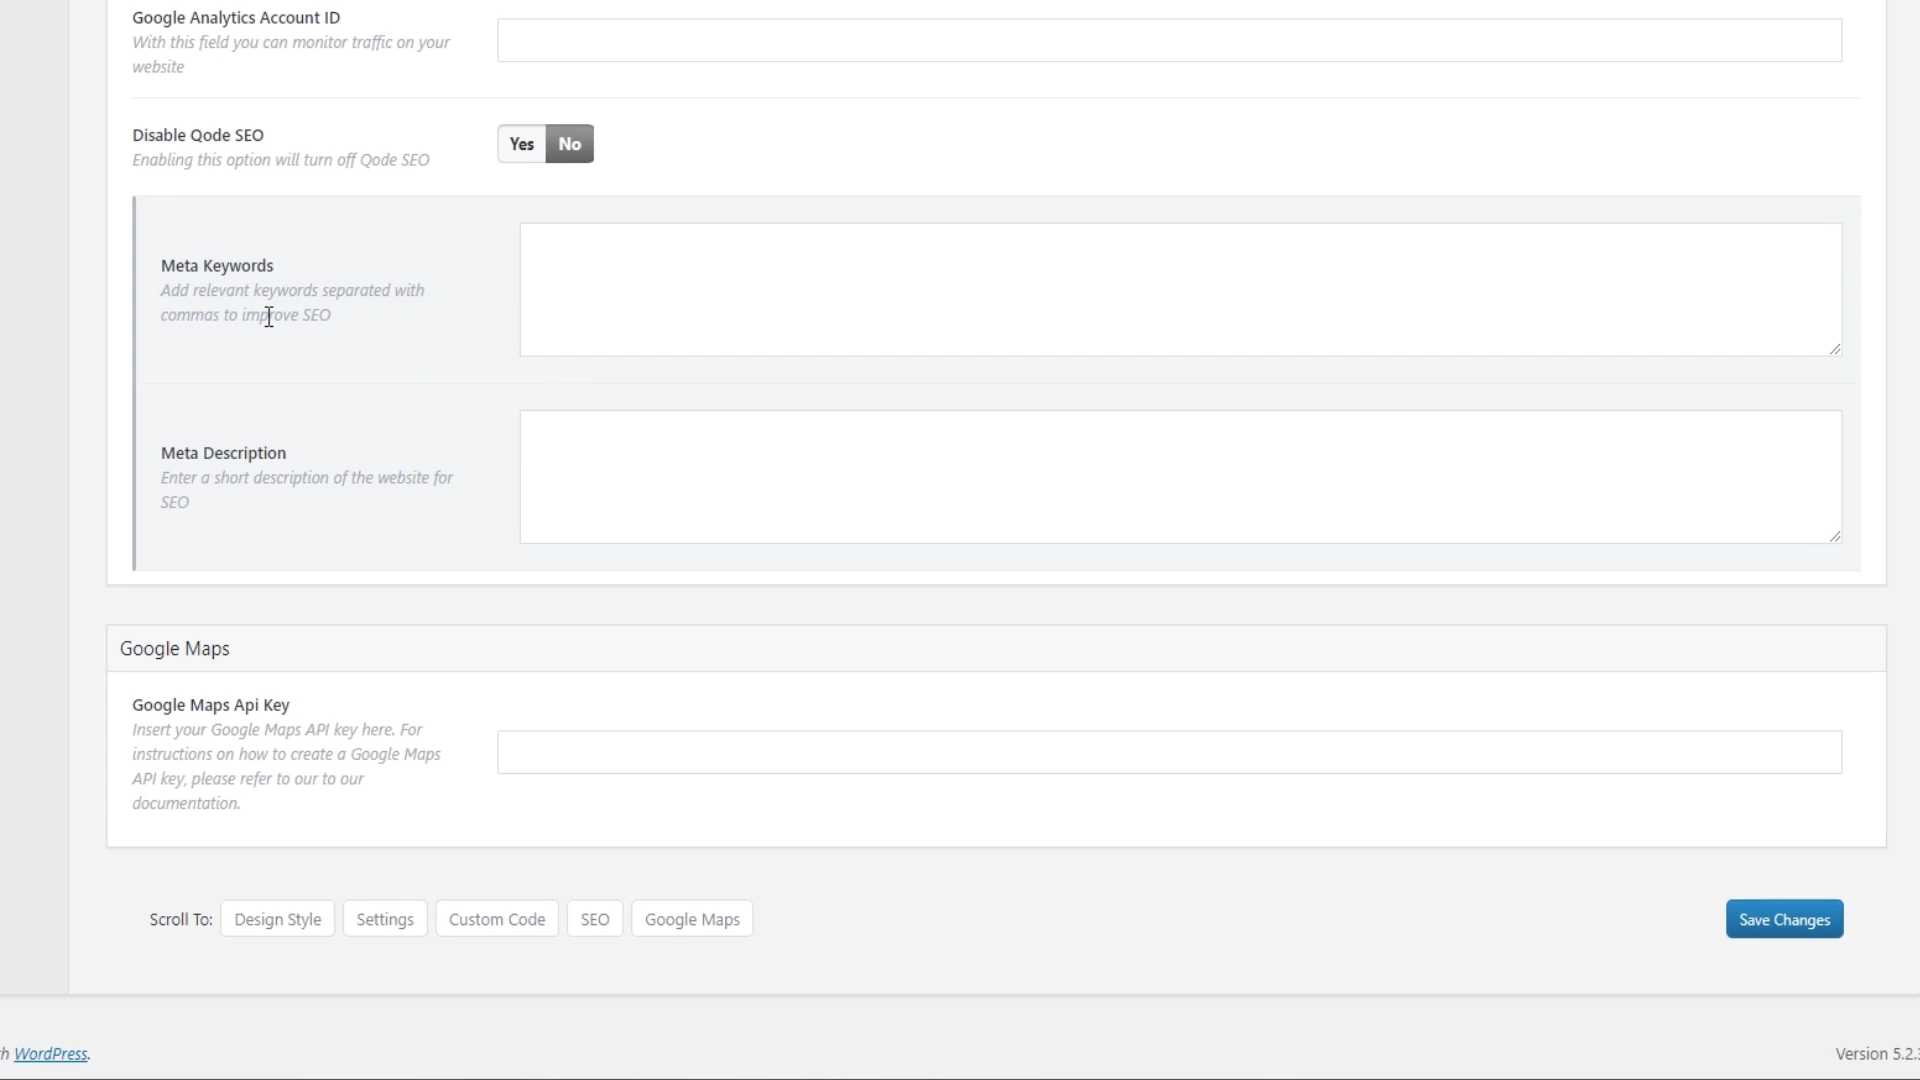 Google Analytics Account ID
With this field you can monitor traffic on your
website
Disable Qode SEO
Enabling this option will turn off Qode SEO
Yes No
Meta Keywords
Add relevant keywords separated with
commas to improve SEO
Meta Description
Enter a short description of the website for
SEO
Google Maps
Google Maps Api Key
Insert your Google Maps API key here. For
instructions on how to create a Google Maps
API key, please refer to our to our
documentation.
Scroll To: Design Style Settings Custom Code SEO Google Maps Save Changes
WordPress. Version 5.2.3